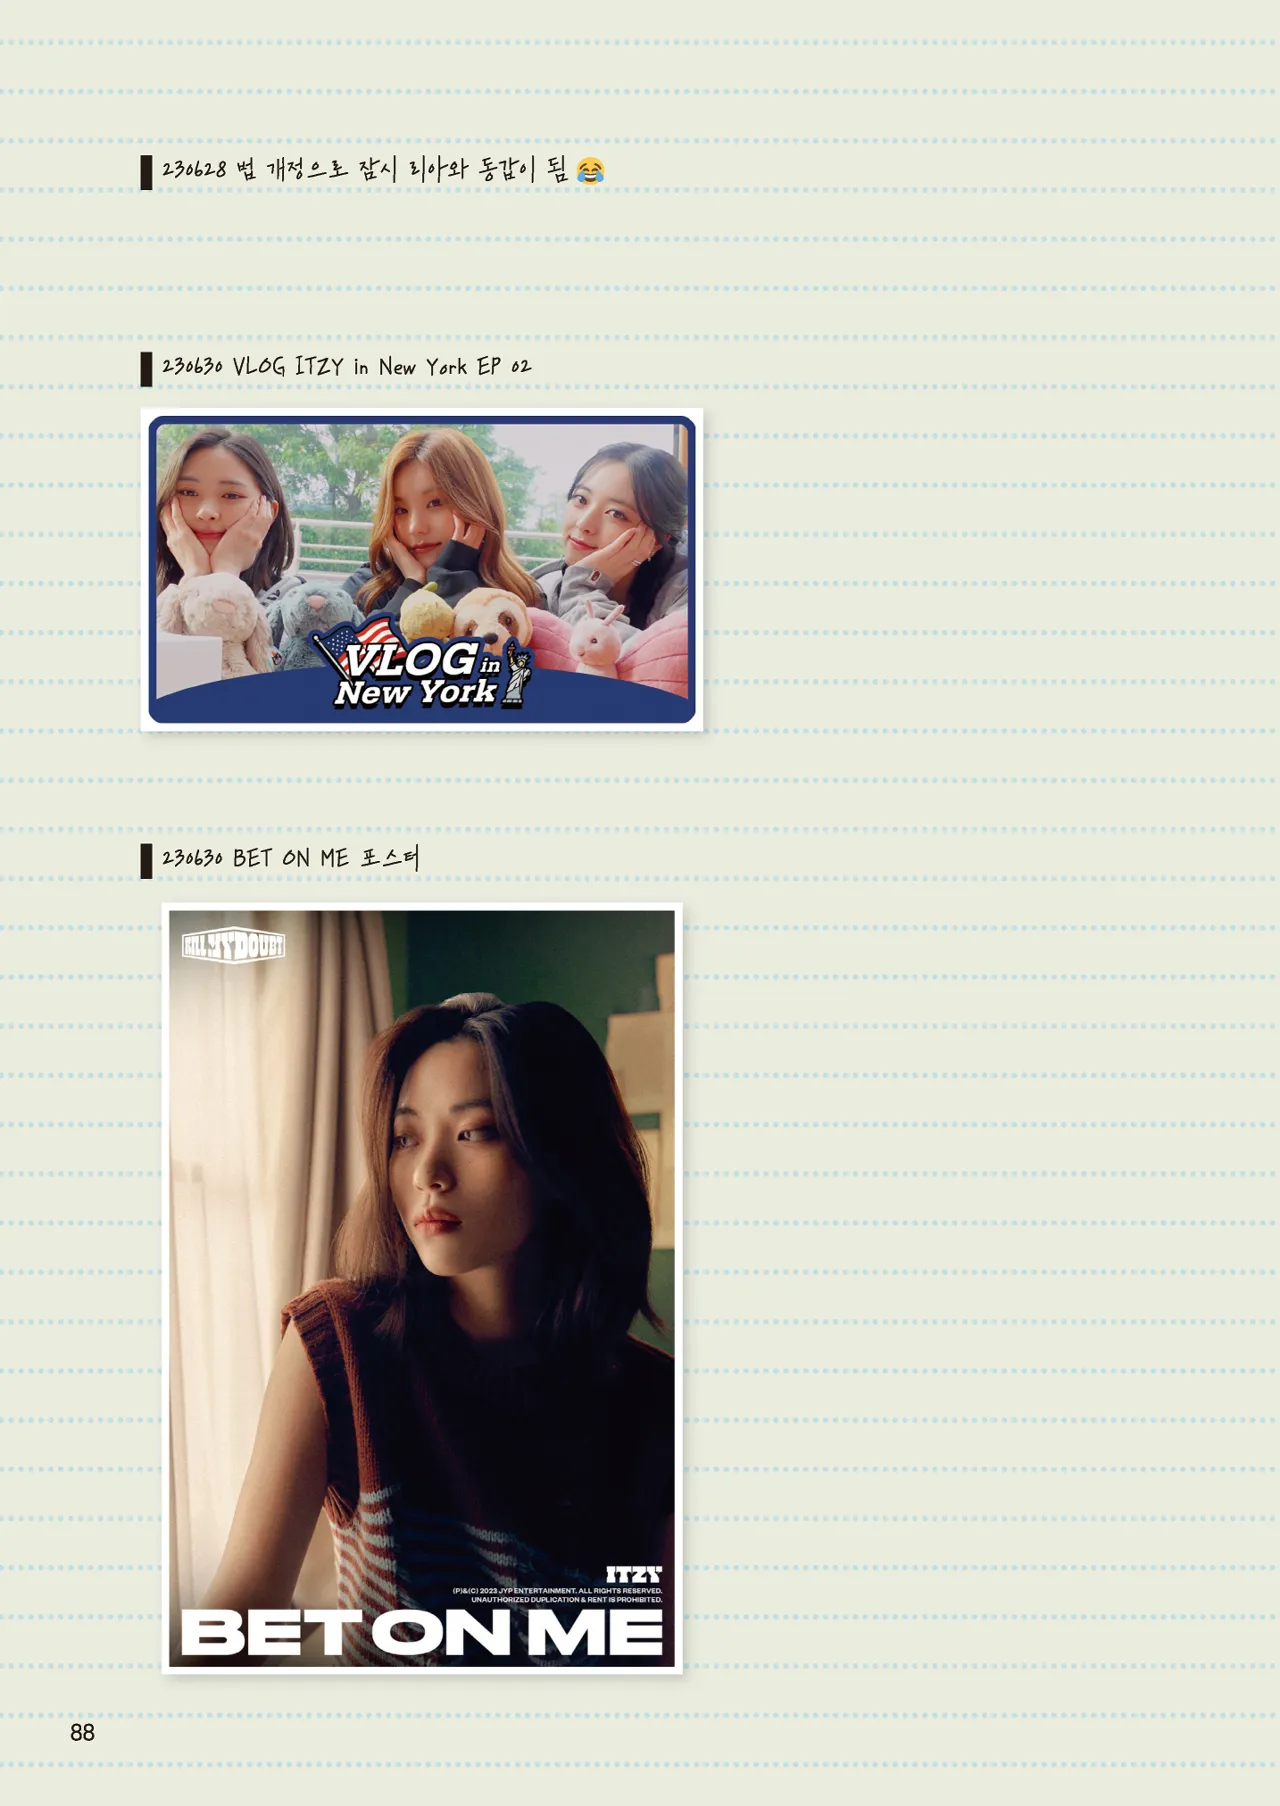 230628 법 개정으로 잠시 리아와 동갑이 됨 😂
230630 VLOG ITZY in New York EP 02
VLOG in
New York
230630 BET ON ME 포스터
KILL MY DOUBT
ITZY
(P)&(C) 2023 JYP ENTERTAINMENT. ALL RIGHTS RESERVED.
UNAUTHORIZED DUPLICATION & RENT IS PROHIBITED.
BET ON ME
88